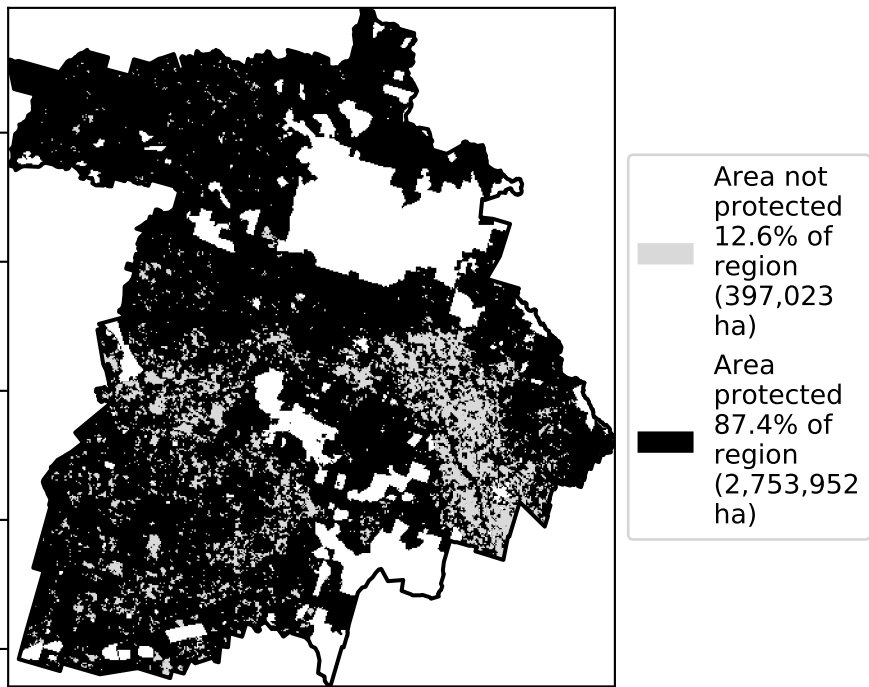 Area not
protected
12.6% of
region
(397,023
ha)
Area
protected
87.4% of
region
(2,753,952
ha)